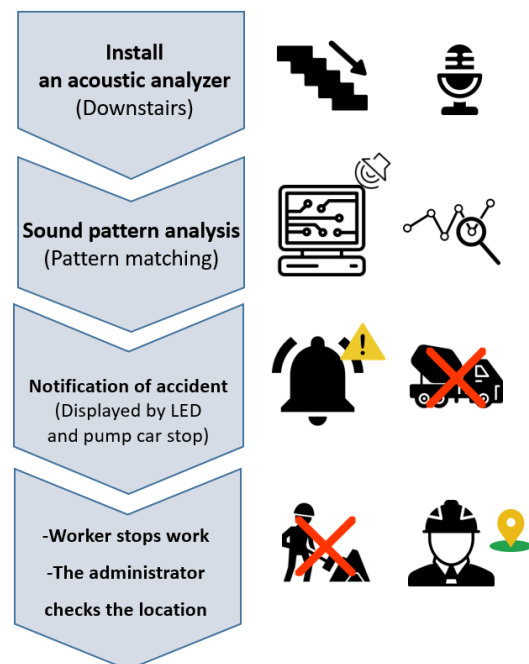 Install
an acoustic analyzer
(Downstairs)
Sound pattern analysis
(Pattern matching)
Notification of accident
(Displayed by LED
and pump car stop)
-Worker stops work
-The administrator
checks the location